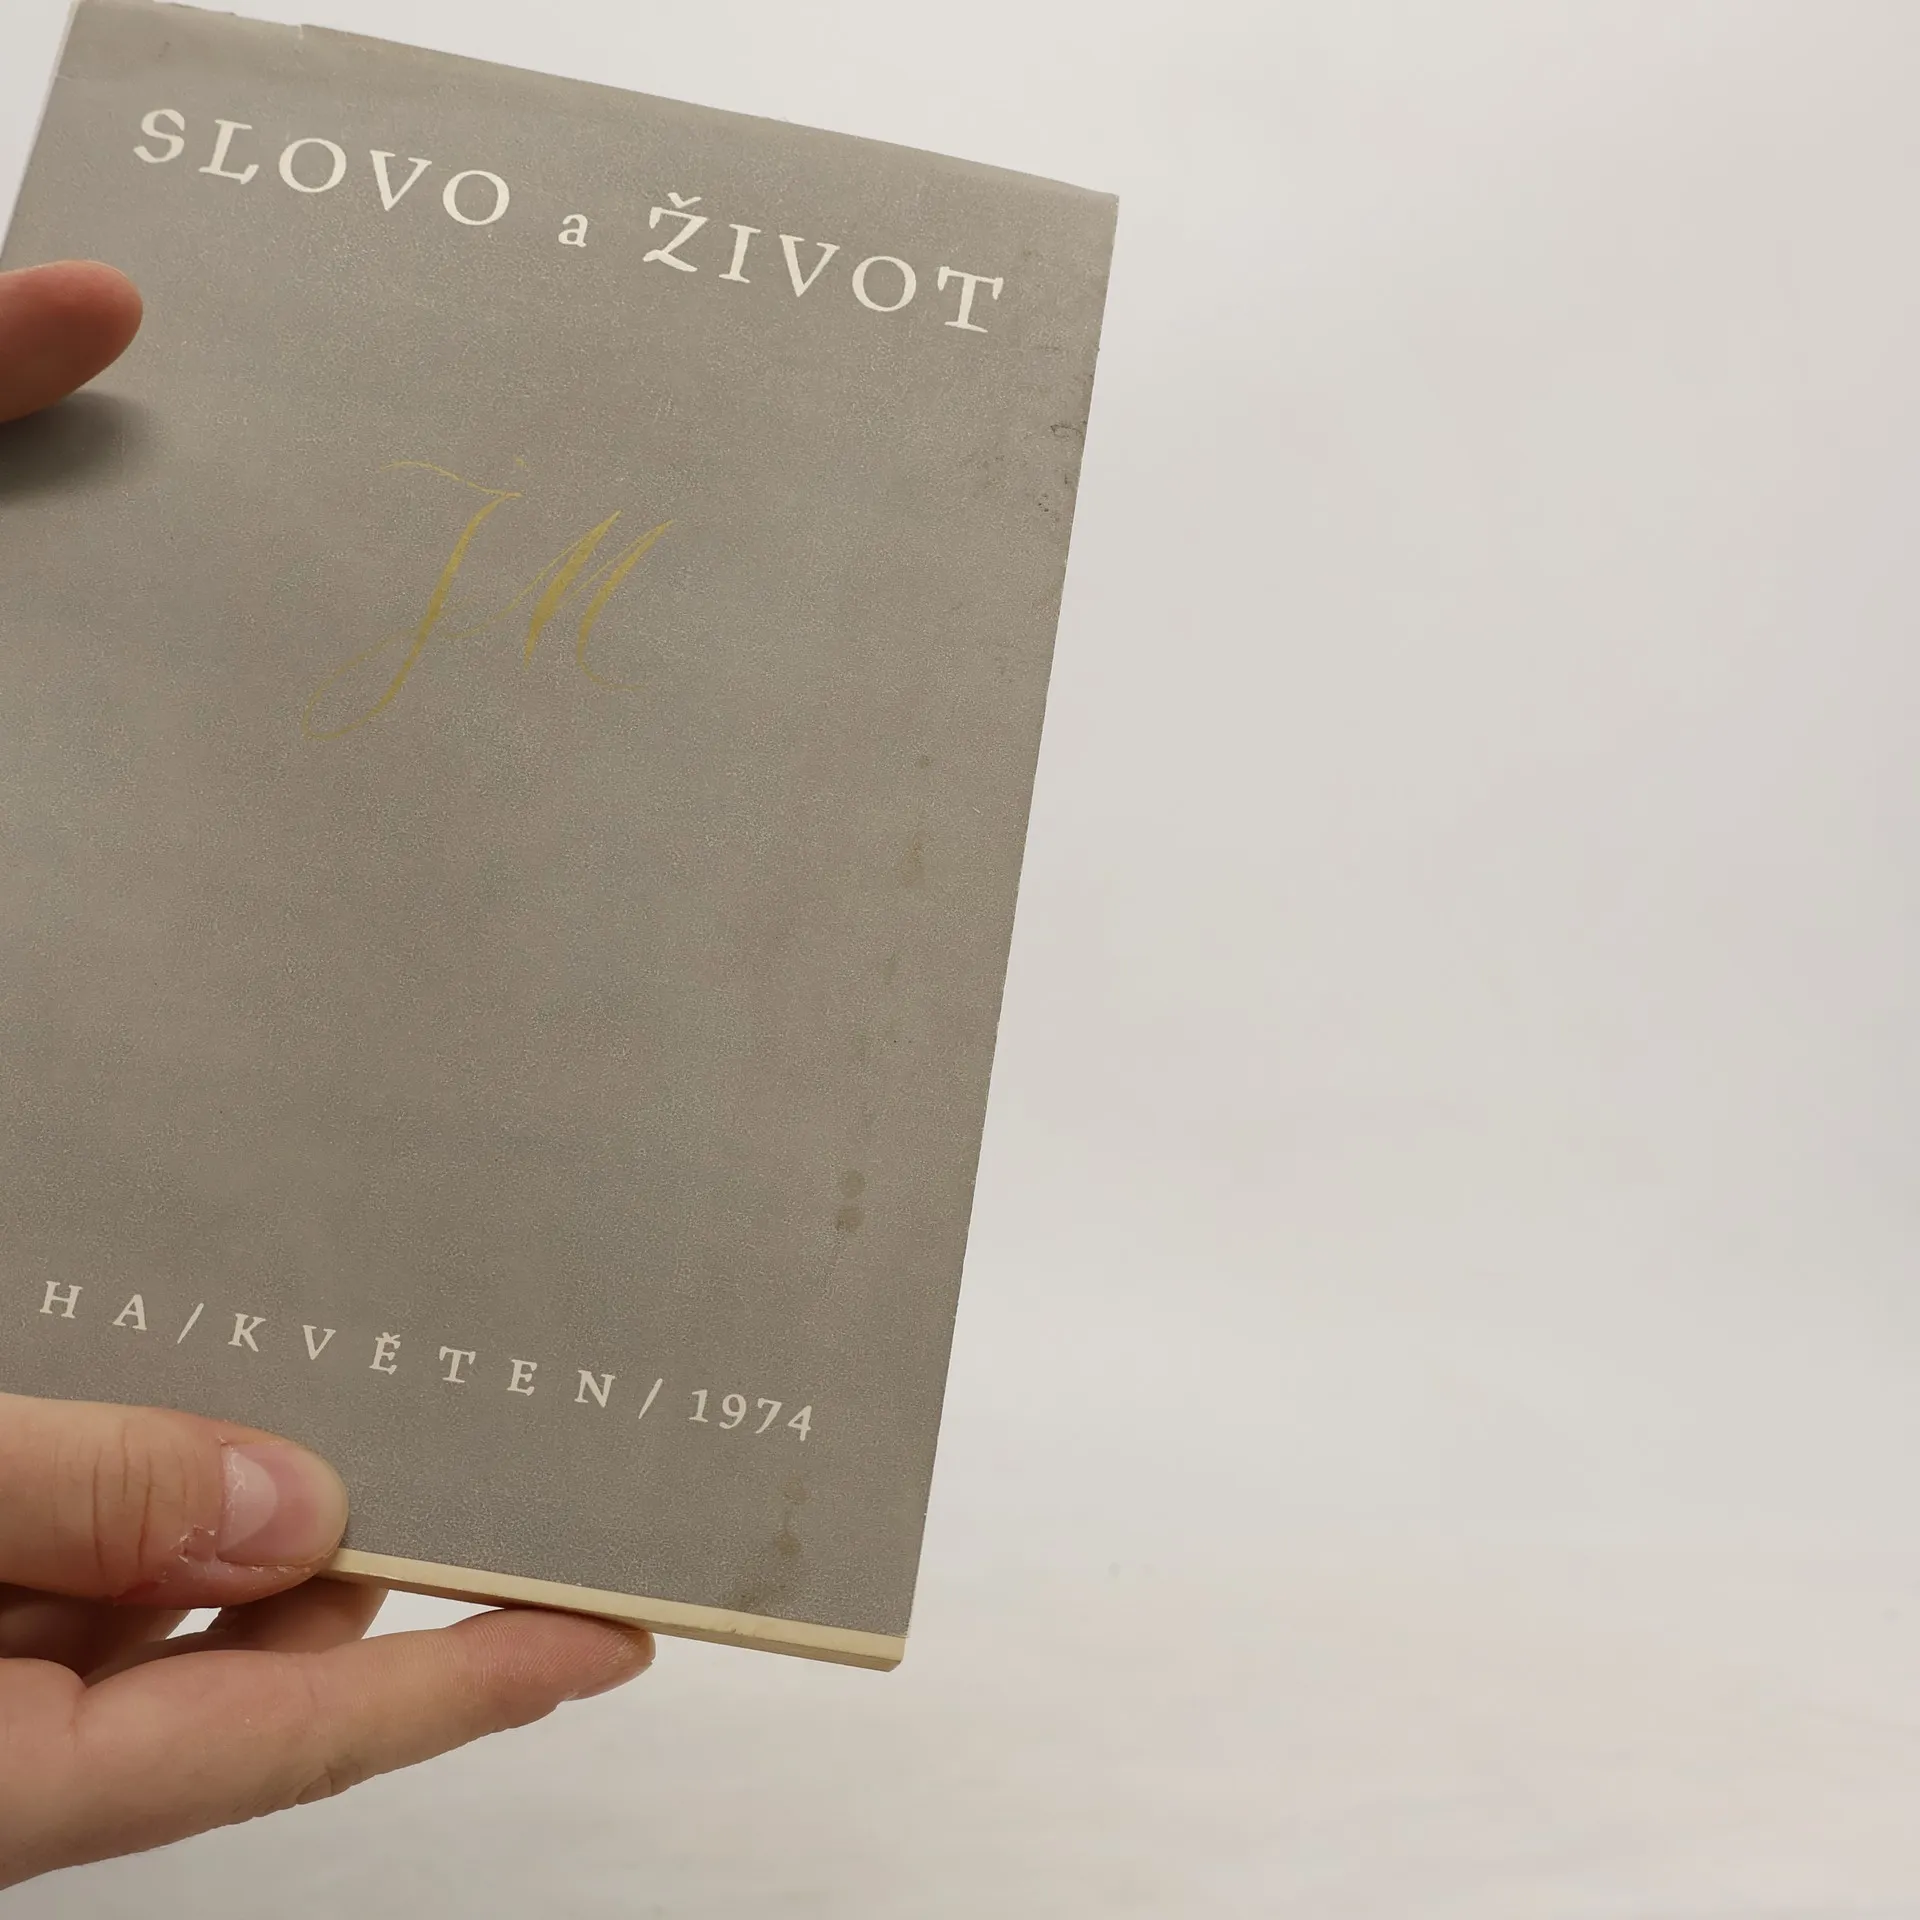 SLOVO a ŽIVOT
JM
HA/KVĚTEN/1974